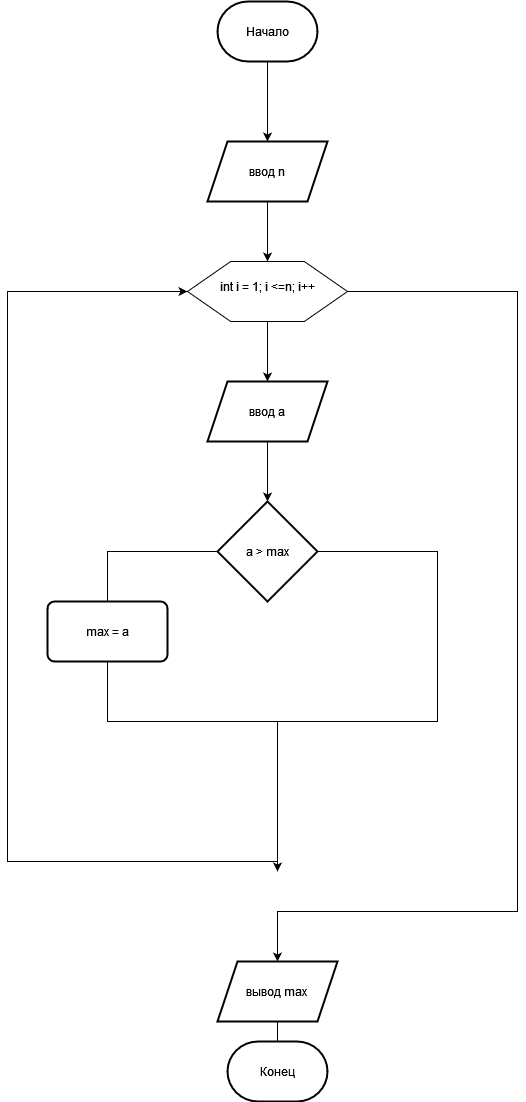 Начало
ввод n
int i = 1; i <=n; i++
ввод a
a > max
max = a
вывод max
Конец